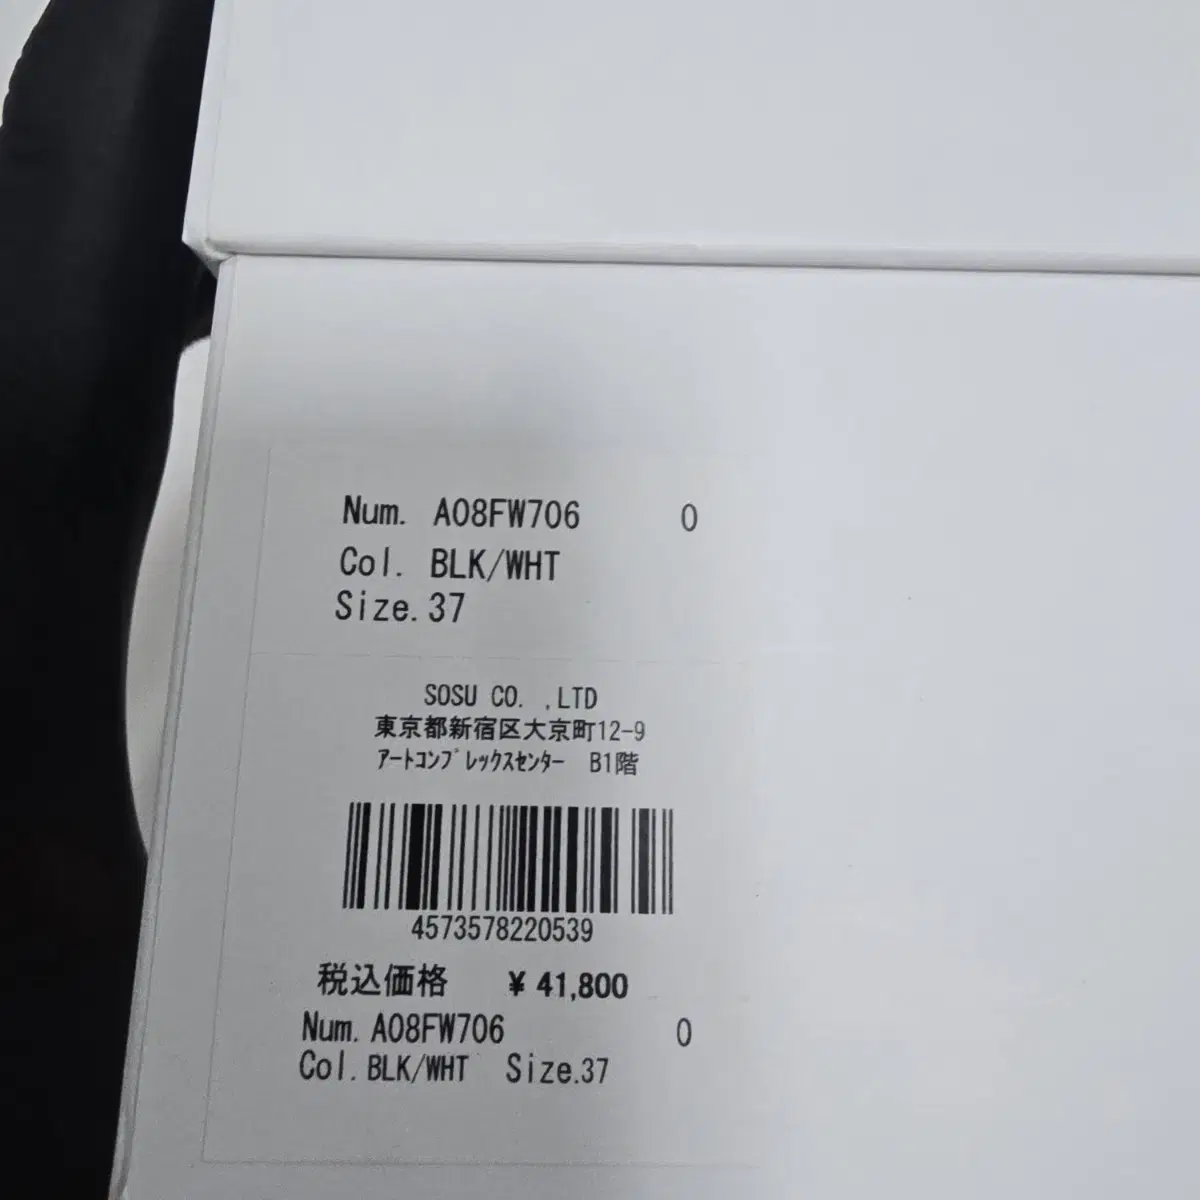 Num. A08FW706 0
Col. BLK/WHT
Size.37
SOSU CO. ,LTD
東京都新宿区大京町12-9
ｱｰﾄｺﾝﾌﾟﾚｯｸｽｾﾝﾀｰ B1階
4573578220539
税込価格 ¥ 41,800
Num. A08FW706 0
Col. BLK/WHT Size.37